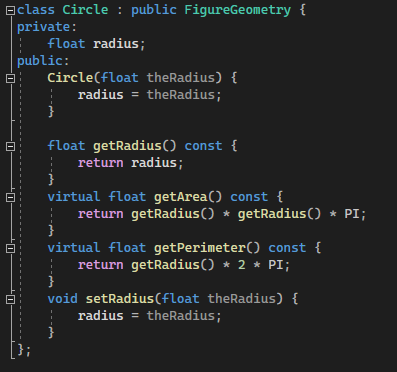 class Circle : public FigureGeometry {
private:
    float radius;
public:
    Circle(float theRadius) {
        radius = theRadius;
    }

    float getRadius() const {
        return radius;
    }
    virtual float getArea() const {
        return getRadius() * getRadius() * PI;
    }
    virtual float getPerimeter() const {
        return getRadius() * 2 * PI;
    }
    void setRadius(float theRadius) {
        radius = theRadius;
    }
};